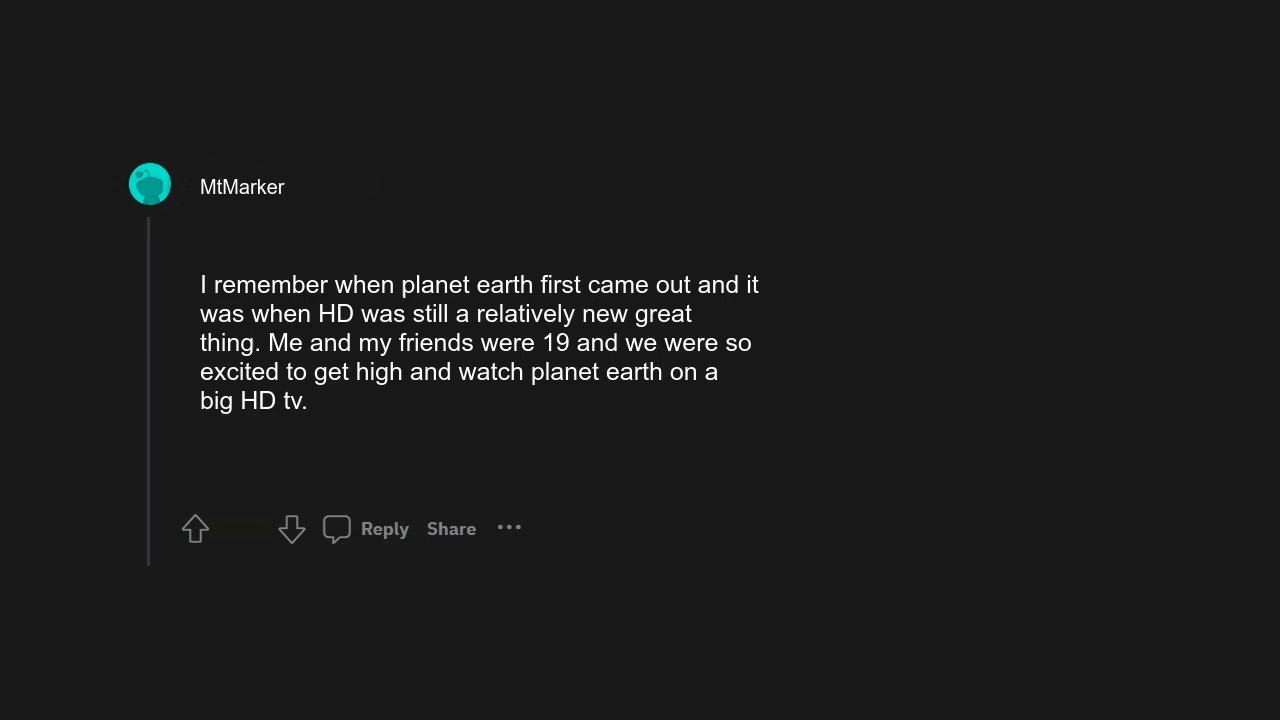 MtMarker
I remember when planet earth first came out and it
was when HD was still a relatively new great
thing. Me and my friends were 19 and we were so
excited to get high and watch planet earth on a
big HD tv.
Reply Share